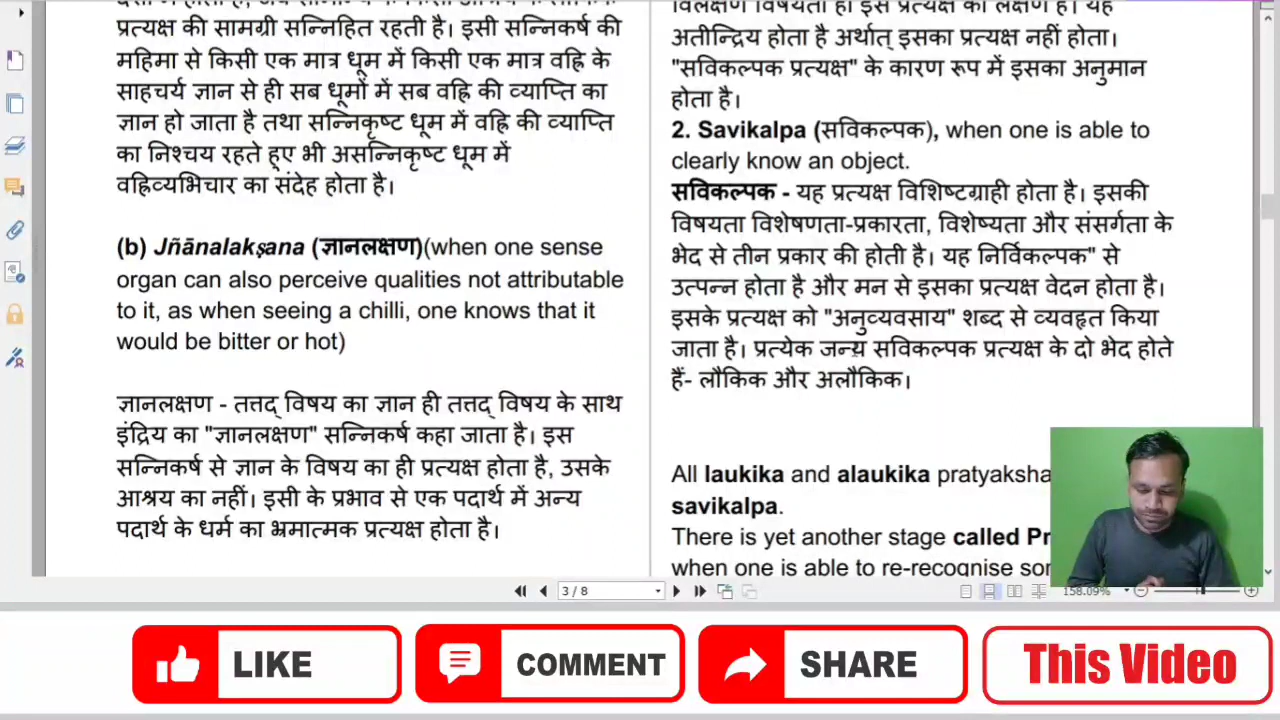 प्रत्यक्ष की सामग्री सन्निहित रहती है। इसी सन्निकर्ष की
महिमा से किसी एक मात्र धूम में किसी एक मात्र वह्नि के
साहचर्य ज्ञान से ही सब धूमों में सब वह्नि की व्याप्ति का
ज्ञान हो जाता है तथा सन्निकृष्ट धूम में वह्नि की व्याप्ति
का निश्चय रहते हुए भी असन्निकृष्ट धूम में
वह्निव्यभिचार का संदेह होता है।
(b) Jñānalakṣana (ज्ञानलक्षण)(when one sense
organ can also perceive qualities not attributable
to it, as when seeing a chilli, one knows that it
would be bitter or hot)
ज्ञानलक्षण - तत्तद् विषय का ज्ञान ही तत्तद् विषय के साथ
इंद्रिय का "ज्ञानलक्षण" सन्निकर्ष कहा जाता है। इस
सन्निकर्ष से ज्ञान के विषय का ही प्रत्यक्ष होता है, उसके
आश्रय का नहीं। इसी के प्रभाव से एक पदार्थ में अन्य
पदार्थ के धर्म का भ्रमात्मक प्रत्यक्ष होता है।
विलक्षण विषयता ही इस प्रत्यक्ष का लक्षण है। यह
अतीन्द्रिय होता है अर्थात् इसका प्रत्यक्ष नहीं होता।
"सविकल्पक प्रत्यक्ष" के कारण रूप में इसका अनुमान
होता है।
2. Savikalpa (सविकल्पक), when one is able to
clearly know an object.
सविकल्पक - यह प्रत्यक्ष विशिष्टग्राही होता है। इसकी
विषयता विशेषणता-प्रकारता, विशेष्यता और संसर्गता के
भेद से तीन प्रकार की होती है। यह निर्विकल्पक" से
उत्पन्न होता है और मन से इसका प्रत्यक्ष वेदन होता है।
इसके प्रत्यक्ष को "अनुव्यवसाय" शब्द से व्यवहृत किया
जाता है। प्रत्येक जन्य सविकल्पक प्रत्यक्ष के दो भेद होते
हैं- लौकिक और अलौकिक।
All laukika and alaukika pratyaksha
savikalpa.
There is yet another stage called
when one is able to re-recognise
3 / 8
158.09%
LIKE
COMMENT
SHARE
This Video